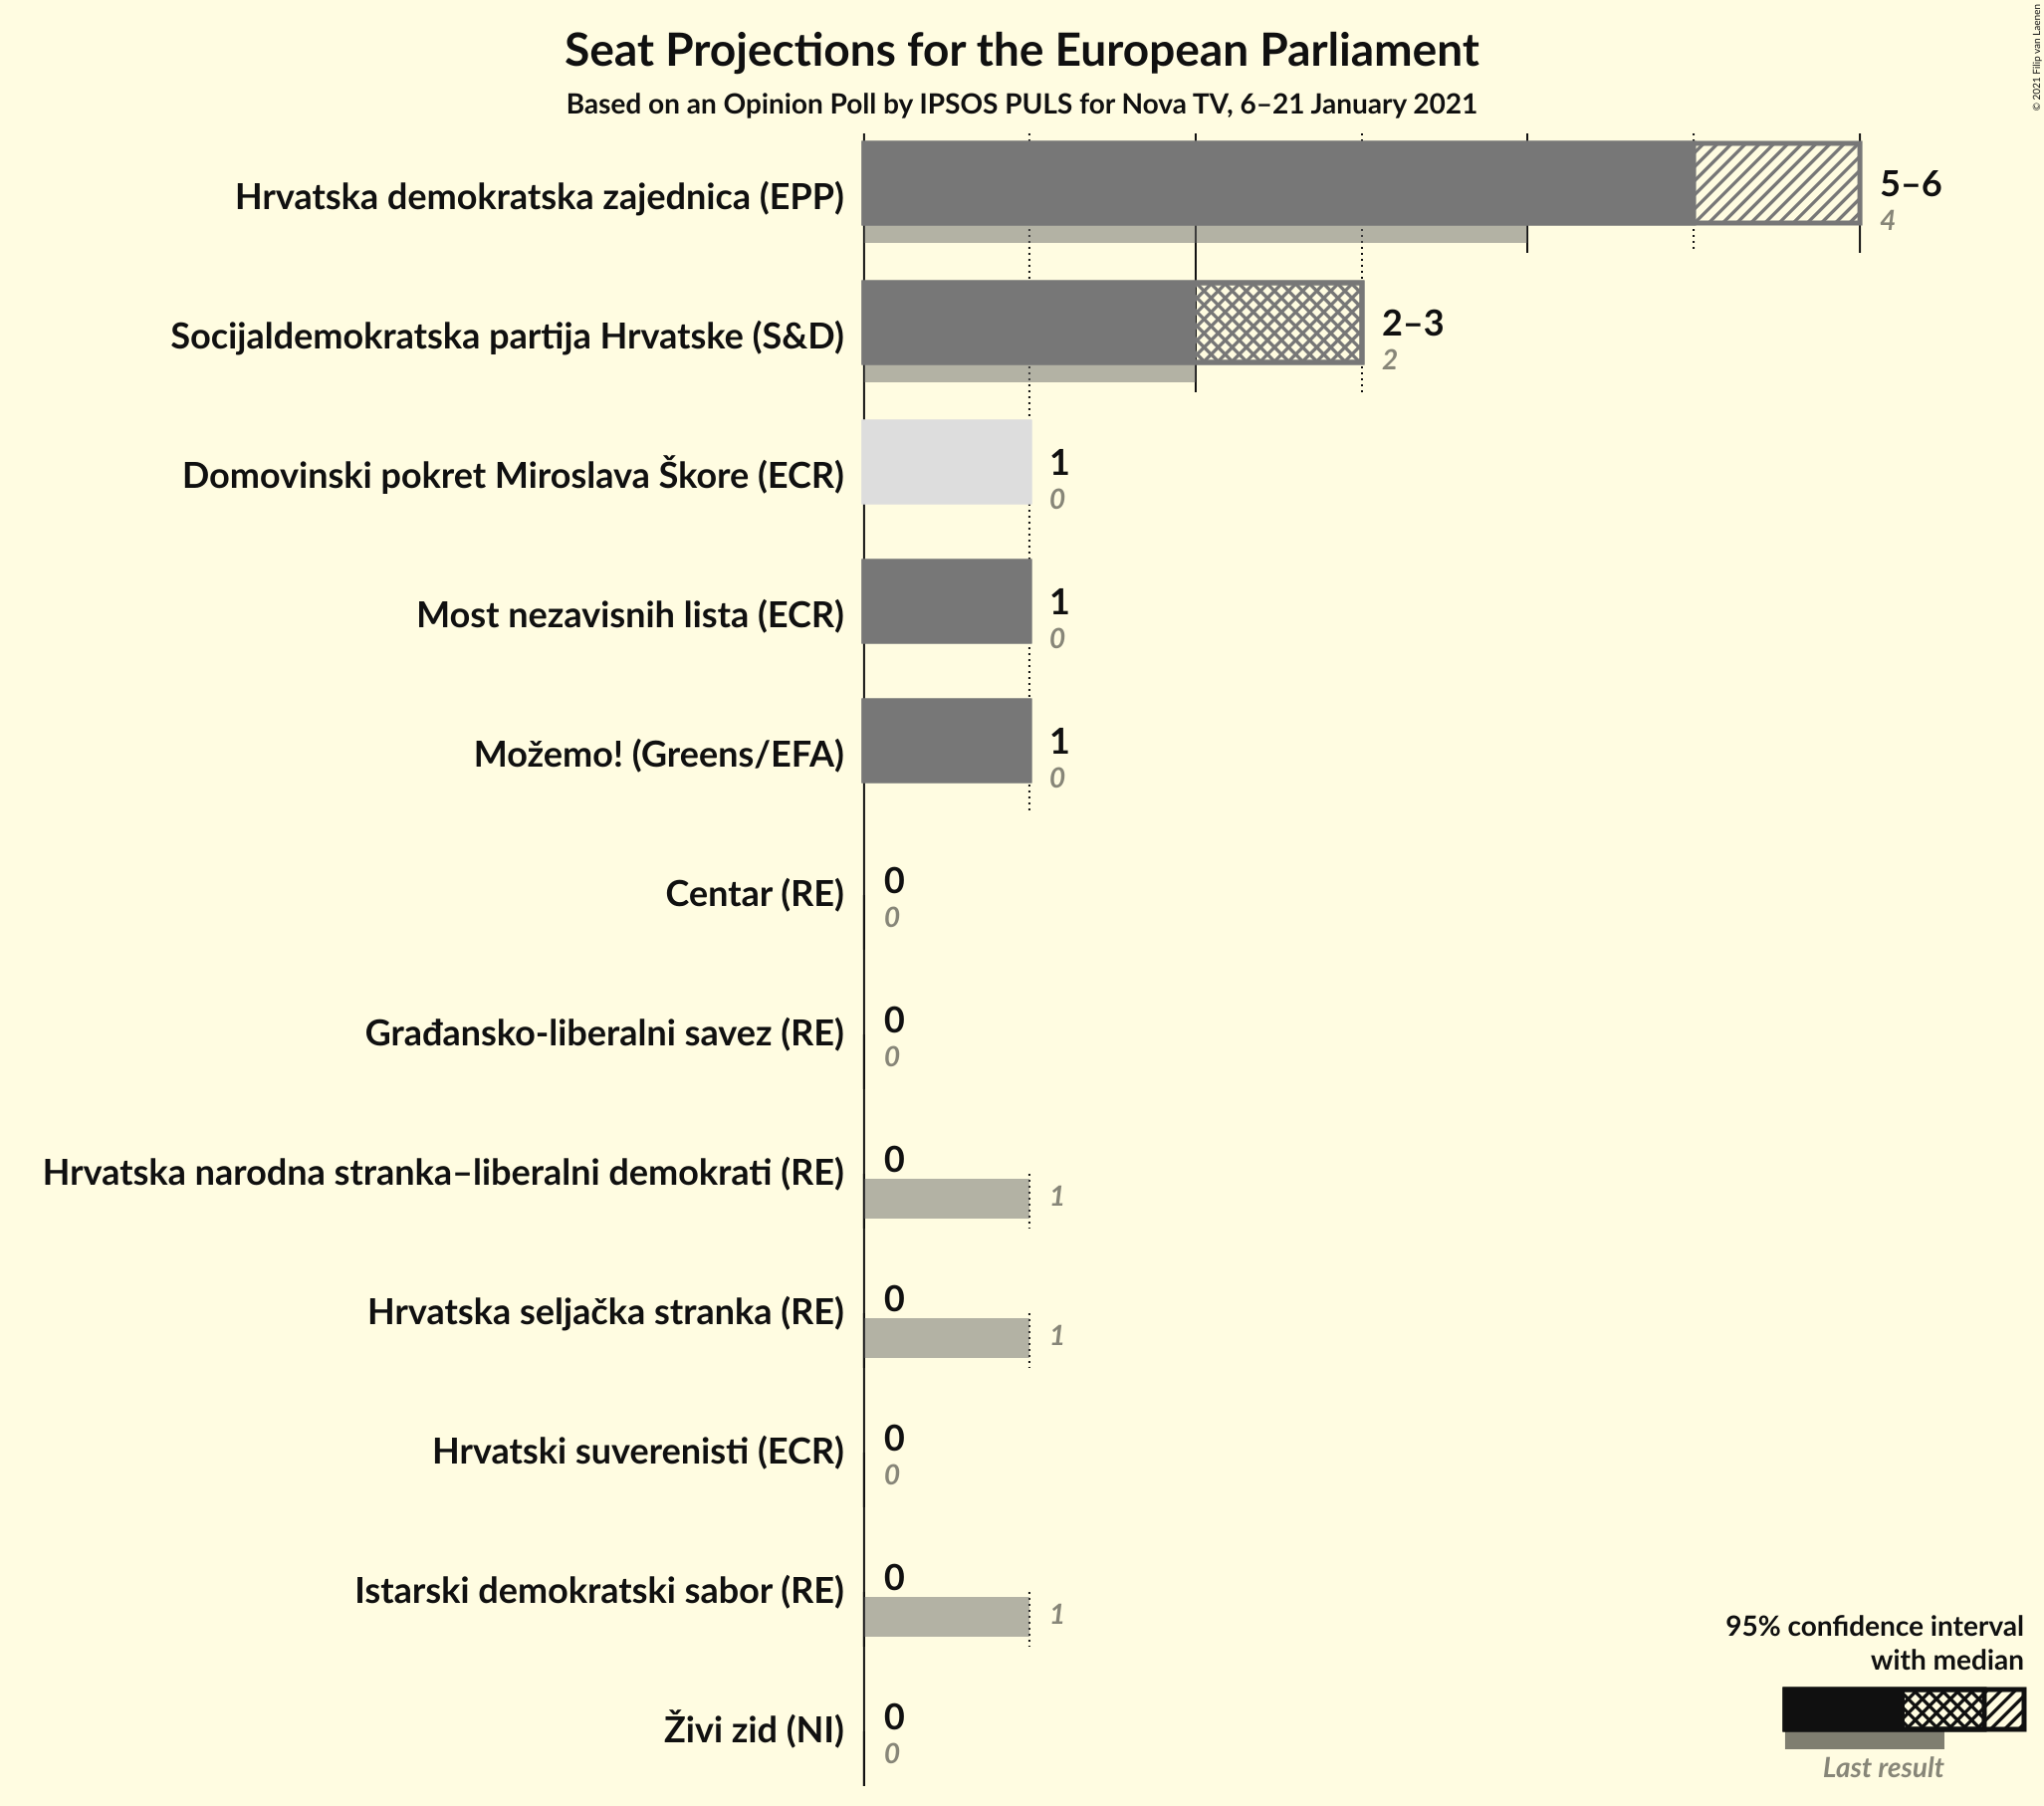 Seat Projections for the European Parliament
Based on an Opinion Poll by IPSOS PULS for Nova TV, 6–21 January 2021
© 2021 Filip van Laenen
Hrvatska demokratska zajednica (EPP)
5–6
4
Socijaldemokratska partija Hrvatske (S&D)
2–3
2
Domovinski pokret Miroslava Škore (ECR)
1
0
Most nezavisnih lista (ECR)
1
0
Možemo! (Greens/EFA)
1
0
Centar (RE)
0
0
Građansko-liberalni savez (RE)
0
0
Hrvatska narodna stranka–liberalni demokrati (RE)
0
1
Hrvatska seljačka stranka (RE)
0
1
Hrvatski suverenisti (ECR)
0
0
Istarski demokratski sabor (RE)
0
1
Živi zid (NI)
0
0
95% confidence interval
with median
Last result